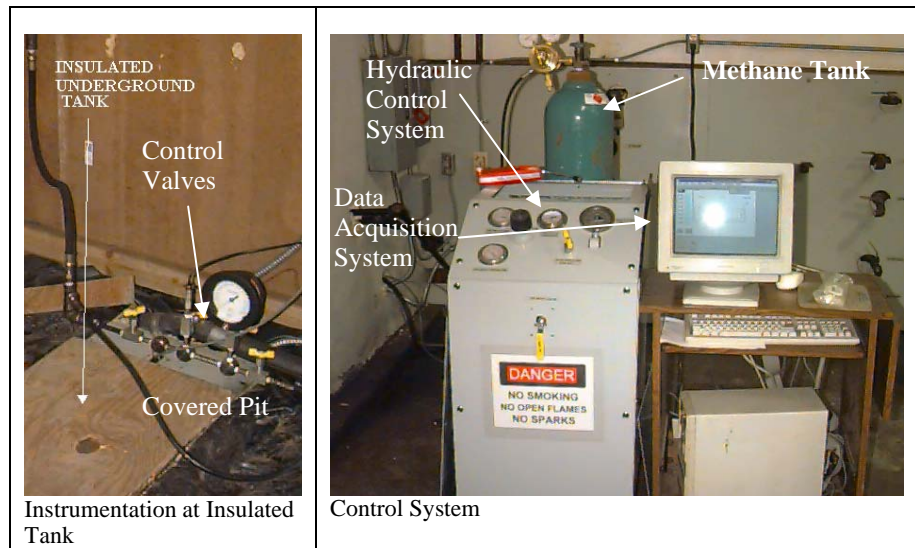 INSULATED
UNDERGROUND
TANK
Control
Valves
Covered Pit
Instrumentation at Insulated
Tank
Hydraulic
Control
System
Methane Tank
Data
Acquisition
System
DANGER
NO SMOKING
NO OPEN FLAMES
NO SPARKS
Control System